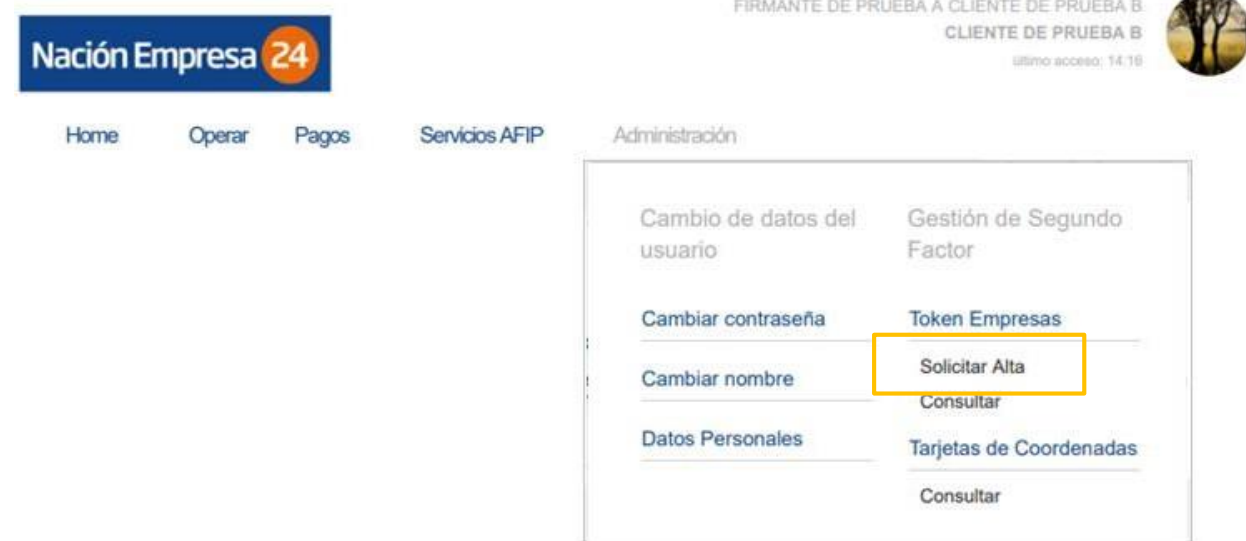 FIRMANTE DE PRUEBA A CLIENTE DE PRUEBA B
Nación Empresa 24
CLIENTE DE PRUEBA B
último acceso: 14:16
Home Operar Pagos Servicios AFIP Administración
Cambio de datos del
usuario
Gestión de Segundo
Factor
Cambiar contraseña
Token Empresas
Solicitar Alta
Cambiar nombre
Consultar
Datos Personales
Tarjetas de Coordenadas
Consultar